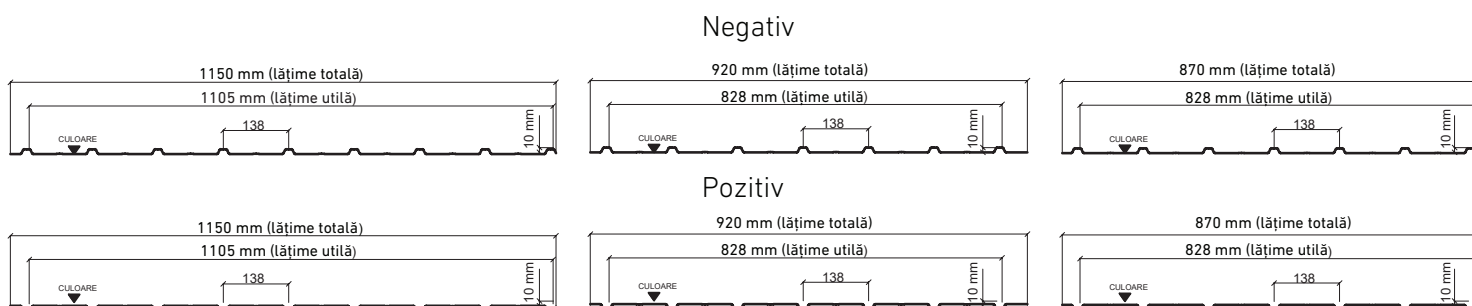 Negativ
1150 mm (lățime totală)
1105 mm (lățime utilă)
138
CULOARE
10 mm
920 mm (lățime totală)
828 mm (lățime utilă)
138
CULOARE
10 mm
870 mm (lățime totală)
828 mm (lățime utilă)
138
CULOARE
10 mm
Pozitiv
1150 mm (lățime totală)
1105 mm (lățime utilă)
138
CULOARE
10 mm
920 mm (lățime totală)
828 mm (lățime utilă)
138
CULOARE
10 mm
870 mm (lățime totală)
828 mm (lățime utilă)
138
CULOARE
10 mm